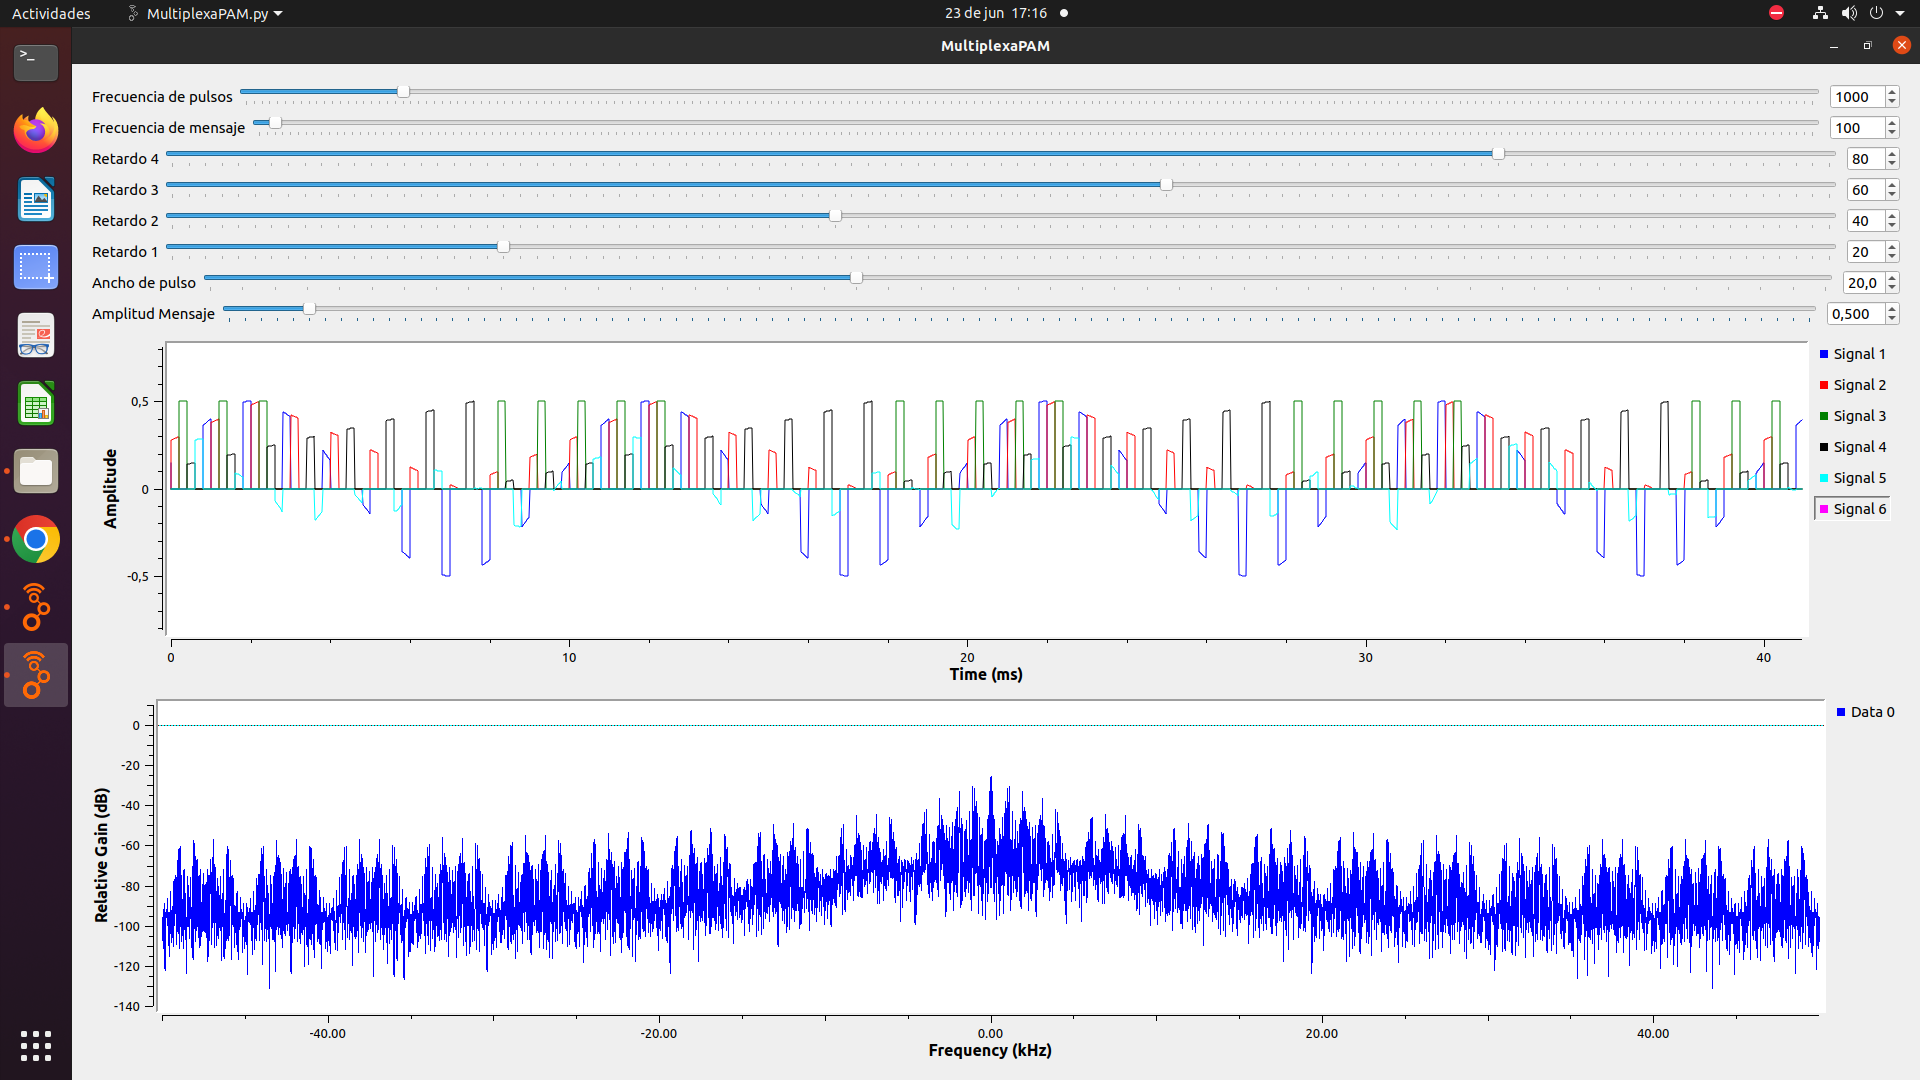 Actividades MultiplexaPAM.py 23 de jun 17:16
MultiplexaPAM
Frecuencia de pulsos 1000
Frecuencia de mensaje 100
Retardo 4 80
Retardo 3 60
Retardo 2 40
Retardo 1 20
Ancho de pulso 20,0
Amplitud Mensaje 0,500
Amplitude
0,5
0
-0,5
0 10 20 30 40
Time (ms)
Signal 1
Signal 2
Signal 3
Signal 4
Signal 5
Signal 6
Relative Gain (dB)
0
-20
-40
-60
-80
-100
-120
-140
-40.00 -20.00 0.00 20.00 40.00
Frequency (kHz)
Data 0